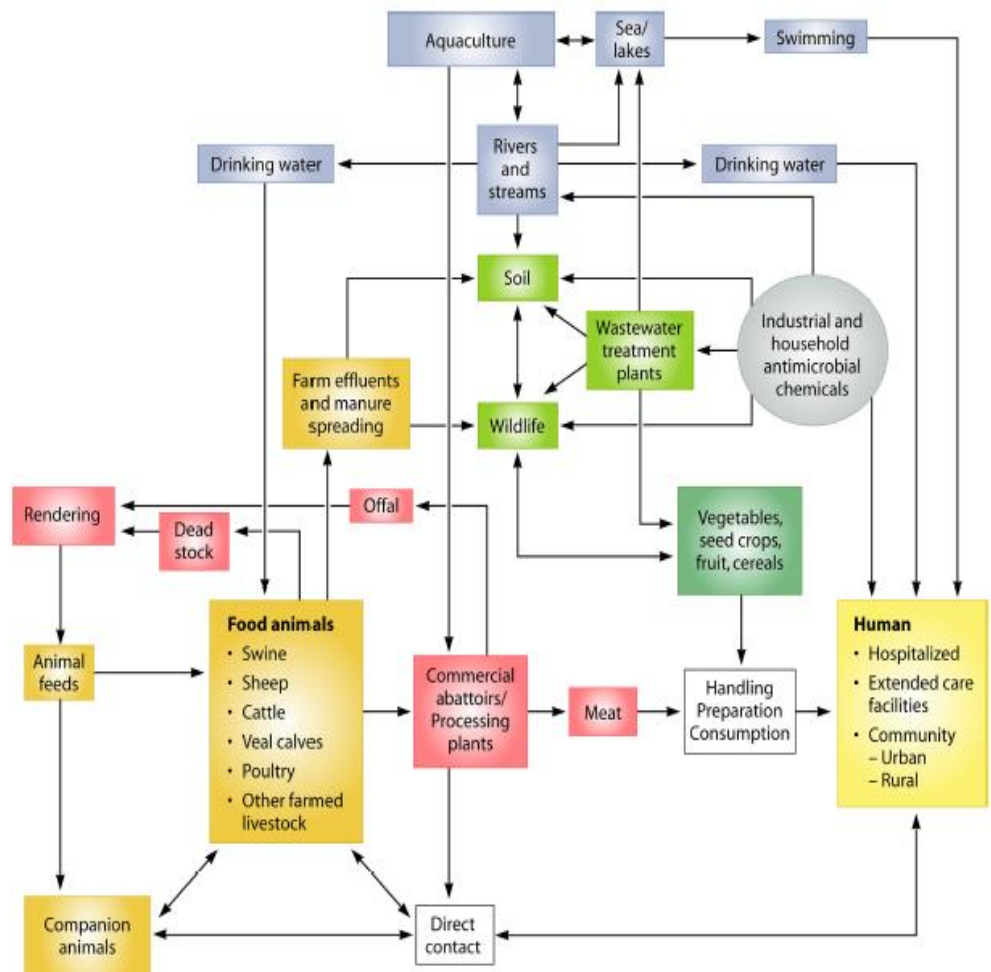 Aquaculture
Sea/
lakes
Swimming
Drinking water
Rivers
and
streams
Drinking water
Soil
Wastewater
treatment
plants
Industrial and
household
antimicrobial
chemicals
Farm effluents
and manure
spreading
Wildlife
Rendering
Offal
Dead
stock
Vegetables,
seed crops,
fruit, cereals
Animal
feeds
Food animals
• Swine
• Sheep
• Cattle
• Veal calves
• Poultry
• Other farmed
livestock
Commercial
abattoirs/
Processing
plants
Meat
Handling
Preparation
Consumption
Human
• Hospitalized
• Extended care
facilities
• Community
– Urban
– Rural
Companion
animals
Direct
contact